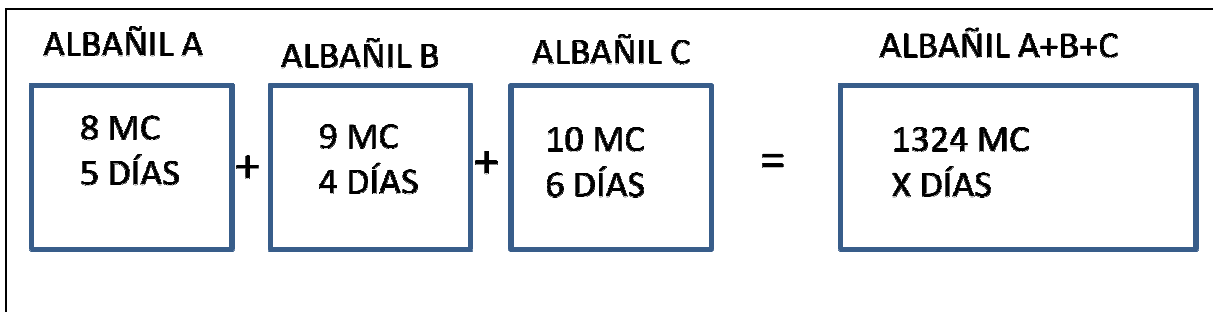 ALBAÑIL A
ALBAÑIL B
ALBAÑIL C
ALBAÑIL A+B+C
8 MC
5 DÍAS
+
9 MC
4 DÍAS
+
10 MC
6 DÍAS
=
1324 MC
X DÍAS